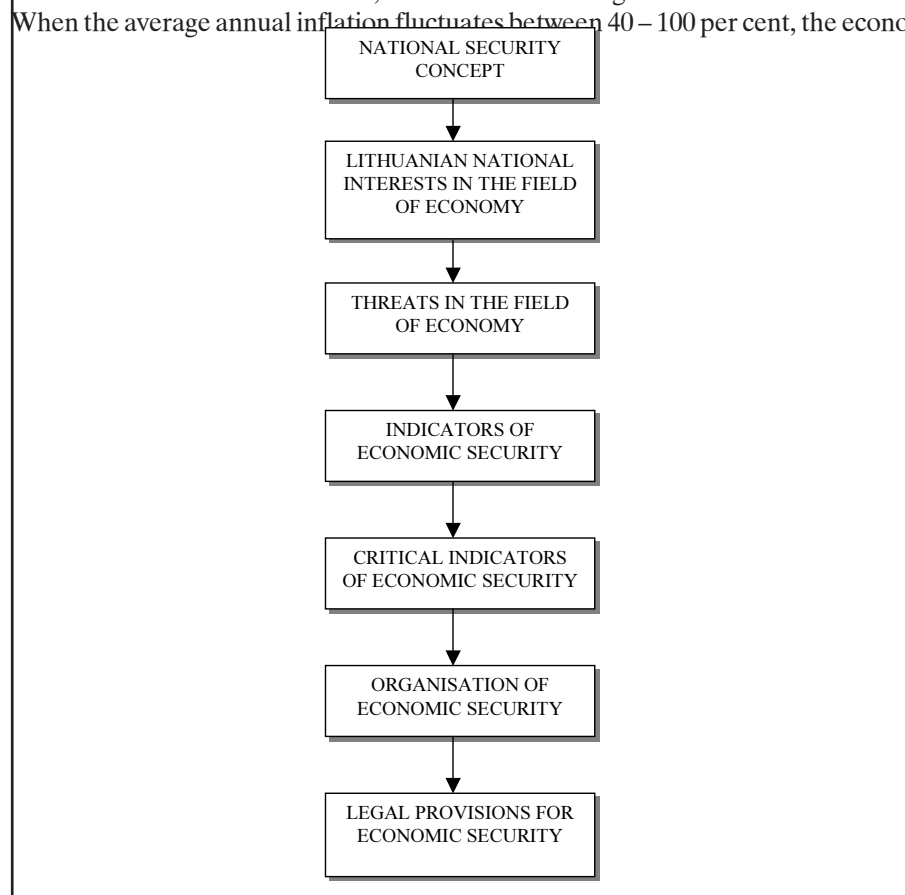 When the average annual inflation fluctuates between 40 – 100 per cent, the econo
NATIONAL SECURITY
CONCEPT
LITHUANIAN NATIONAL
INTERESTS IN THE FIELD
OF ECONOMY
THREATS IN THE FIELD
OF ECONOMY
INDICATORS OF
ECONOMIC SECURITY
CRITICAL INDICATORS
OF ECONOMIC SECURITY
ORGANISATION OF
ECONOMIC SECURITY
LEGAL PROVISIONS FOR
ECONOMIC SECURITY